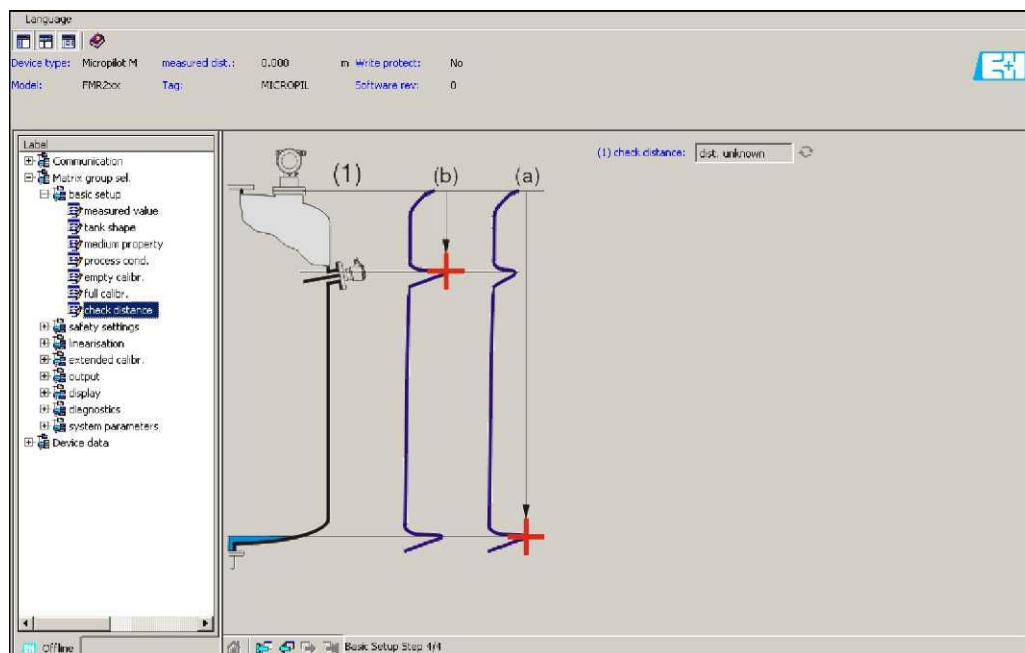 Language
Device type: Micropilot M measured dist.: 0.000 m Write protect: No
Model: FMR2xx Tag: MICROPIL Software rev: 0
E+H
Label
Communication
Matrix group sel.
basic setup
measured value
tank shape
medium property
process cond.
empty calibr.
full calibr.
check distance
safety settings
linearisation
extended calibr.
output
display
diagnostics
system parameters
Device data
(1) (b) (a)
(1) check distance: dist. unknown
Offline
Basic Setup Step 4/4